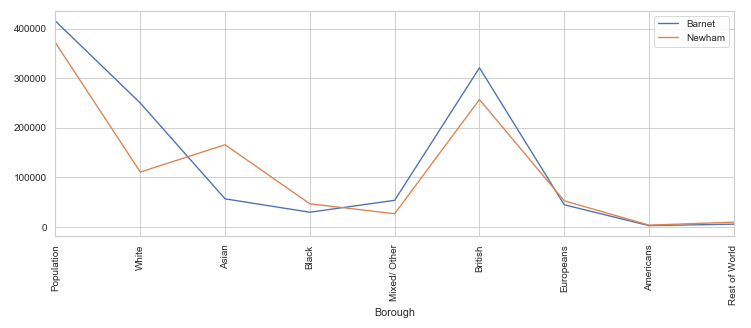 Barnet
Newham
400000
300000
200000
100000
0
Population
White
Asian
Black
Mixed/ Other
British
Europeans
Americans
Rest of World
Borough